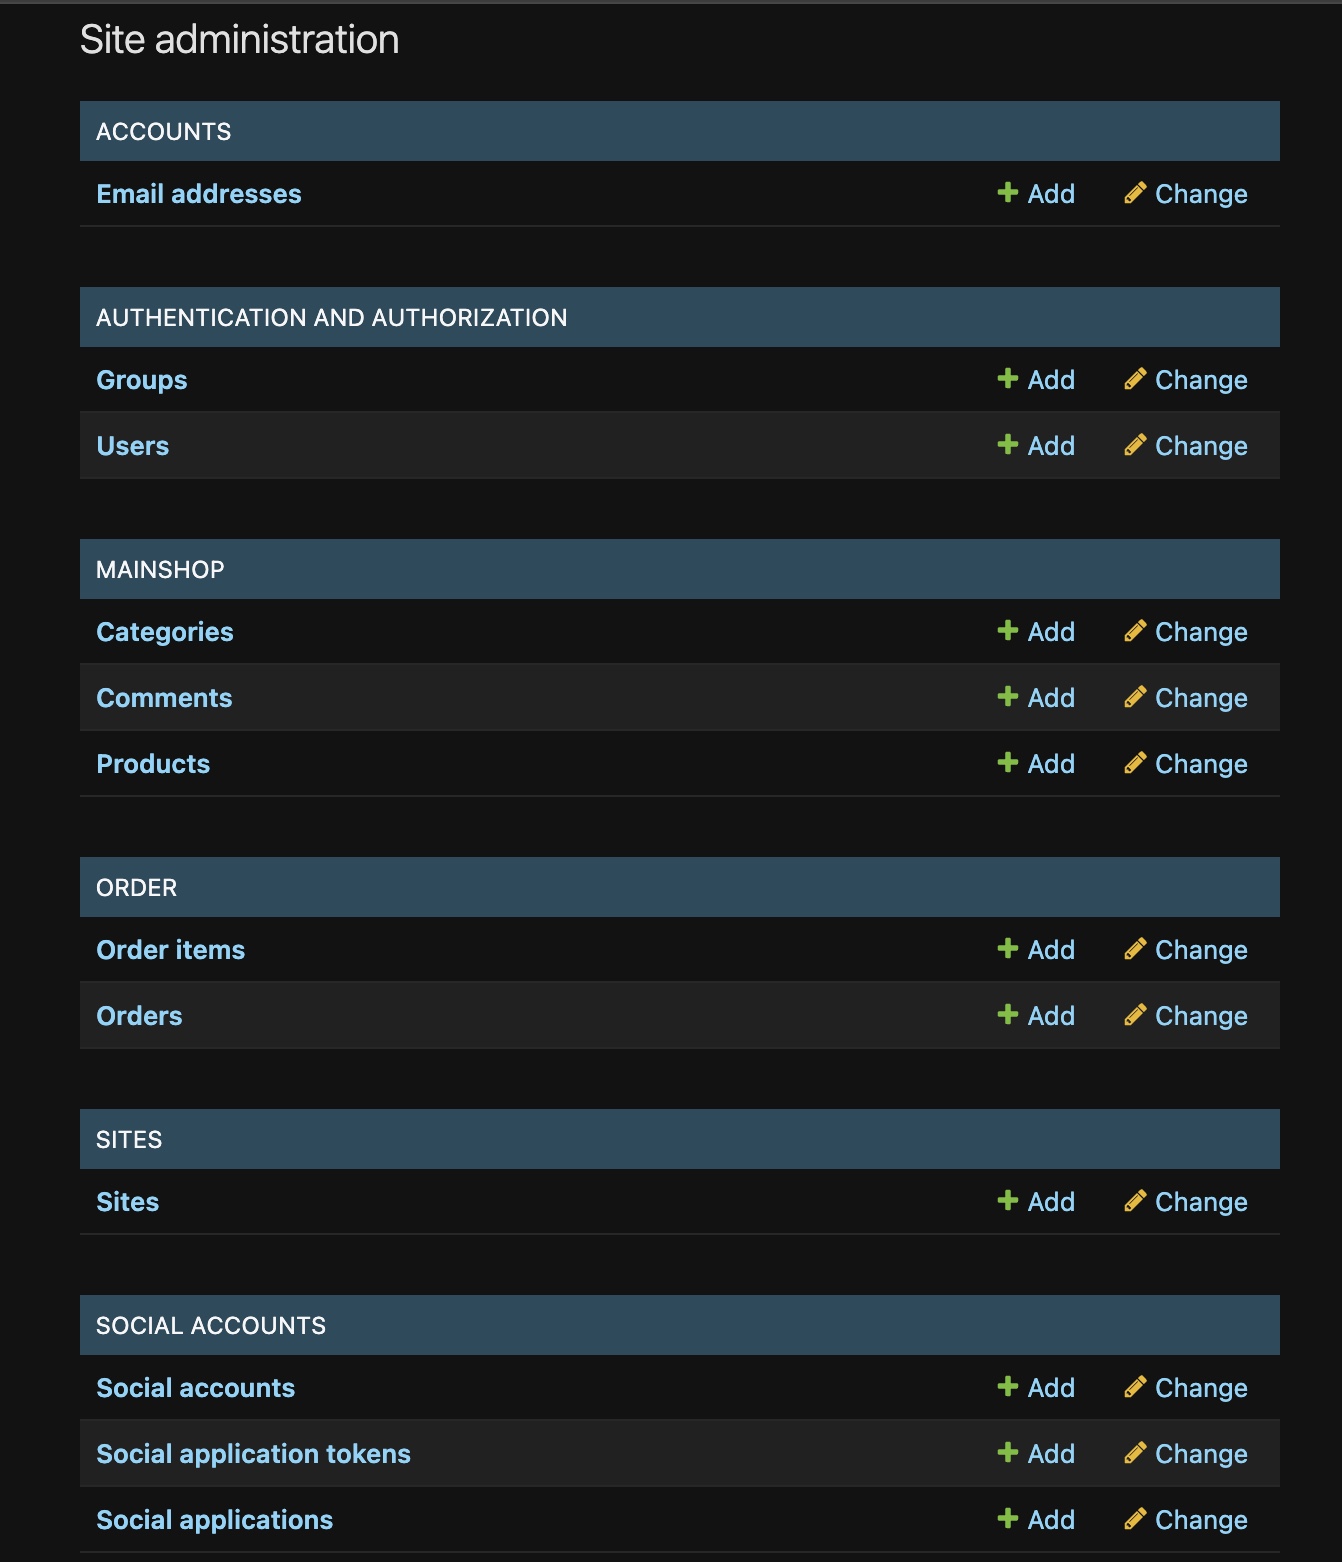 Site administration
ACCOUNTS
Email addresses Add Change
AUTHENTICATION AND AUTHORIZATION
Groups Add Change
Users Add Change
MAINSHOP
Categories Add Change
Comments Add Change
Products Add Change
ORDER
Order items Add Change
Orders Add Change
SITES
Sites Add Change
SOCIAL ACCOUNTS
Social accounts Add Change
Social application tokens Add Change
Social applications Add Change